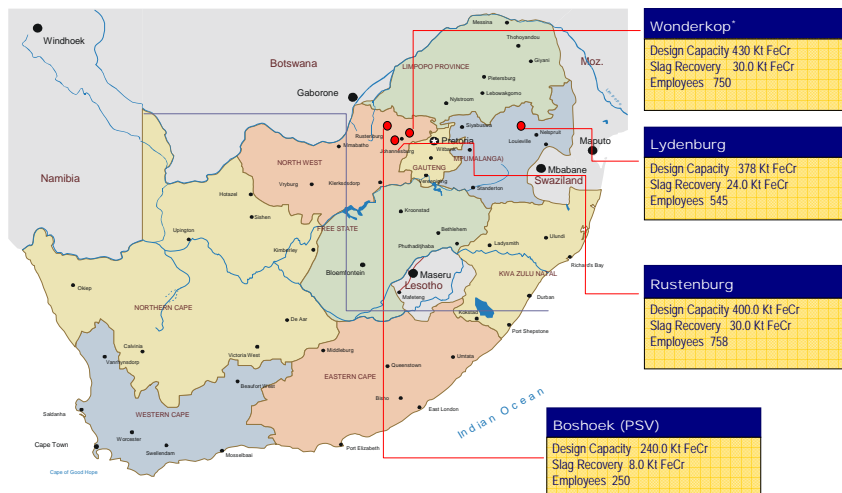 Windhoek
Botswana
Gaborone
Namibia
Messina
Thohoyandou
Giyani
LIMPOPO PROVINCE
Pietersburg
Lebowakgomo
Nylstroom
Moz.
Siyabuswa
Nelspruit
Louieville
Rustenburg
Pretoria
Johannesburg
Witbank
Mmabatho
MPUMALANGA)
Maputo
NORTH WEST
GAUTENG
Vereeniging
Mbabane
Swaziland
Vryburg
Klerksdorp
Standerton
Hotazel
Sishen
Kroonstad
FREE STATE
Bethlehem
Ulundi
Upington
Kimberley
Phuthaditjhaba
Ladysmith
Bloemfontein
Richard's Bay
Maseru
KWA ZULU NATAL
Lesotho
Okiep
Mafeteng
Durban
NORTHERN CAPE
Kokstad
De Aar
Port Shepstone
Calvinia
Vanrhynsdorp
Victoria West
Middleburg
Umtata
Queenstown
EASTERN CAPE
Beaufort West
Bisho
East London
Saldanha
WESTERN CAPE
Worcester
Cape Town
Swellendam
Mosselbaai
Port Elizabeth
Cape of Good Hope
Indian Ocean
Wonderkop*
Design Capacity 430 Kt FeCr
Slag Recovery 30.0 Kt FeCr
Employees 750
Lydenburg
Design Capacity 378 Kt FeCr
Slag Recovery 24.0 Kt FeCr
Employees 545
Rustenburg
Design Capacity 400.0 Kt FeCr
Slag Recovery 30.0 Kt FeCr
Employees 758
Boshoek (PSV)
Design Capacity 240.0 Kt FeCr
Slag Recovery 8.0 Kt FeCr
Employees 250